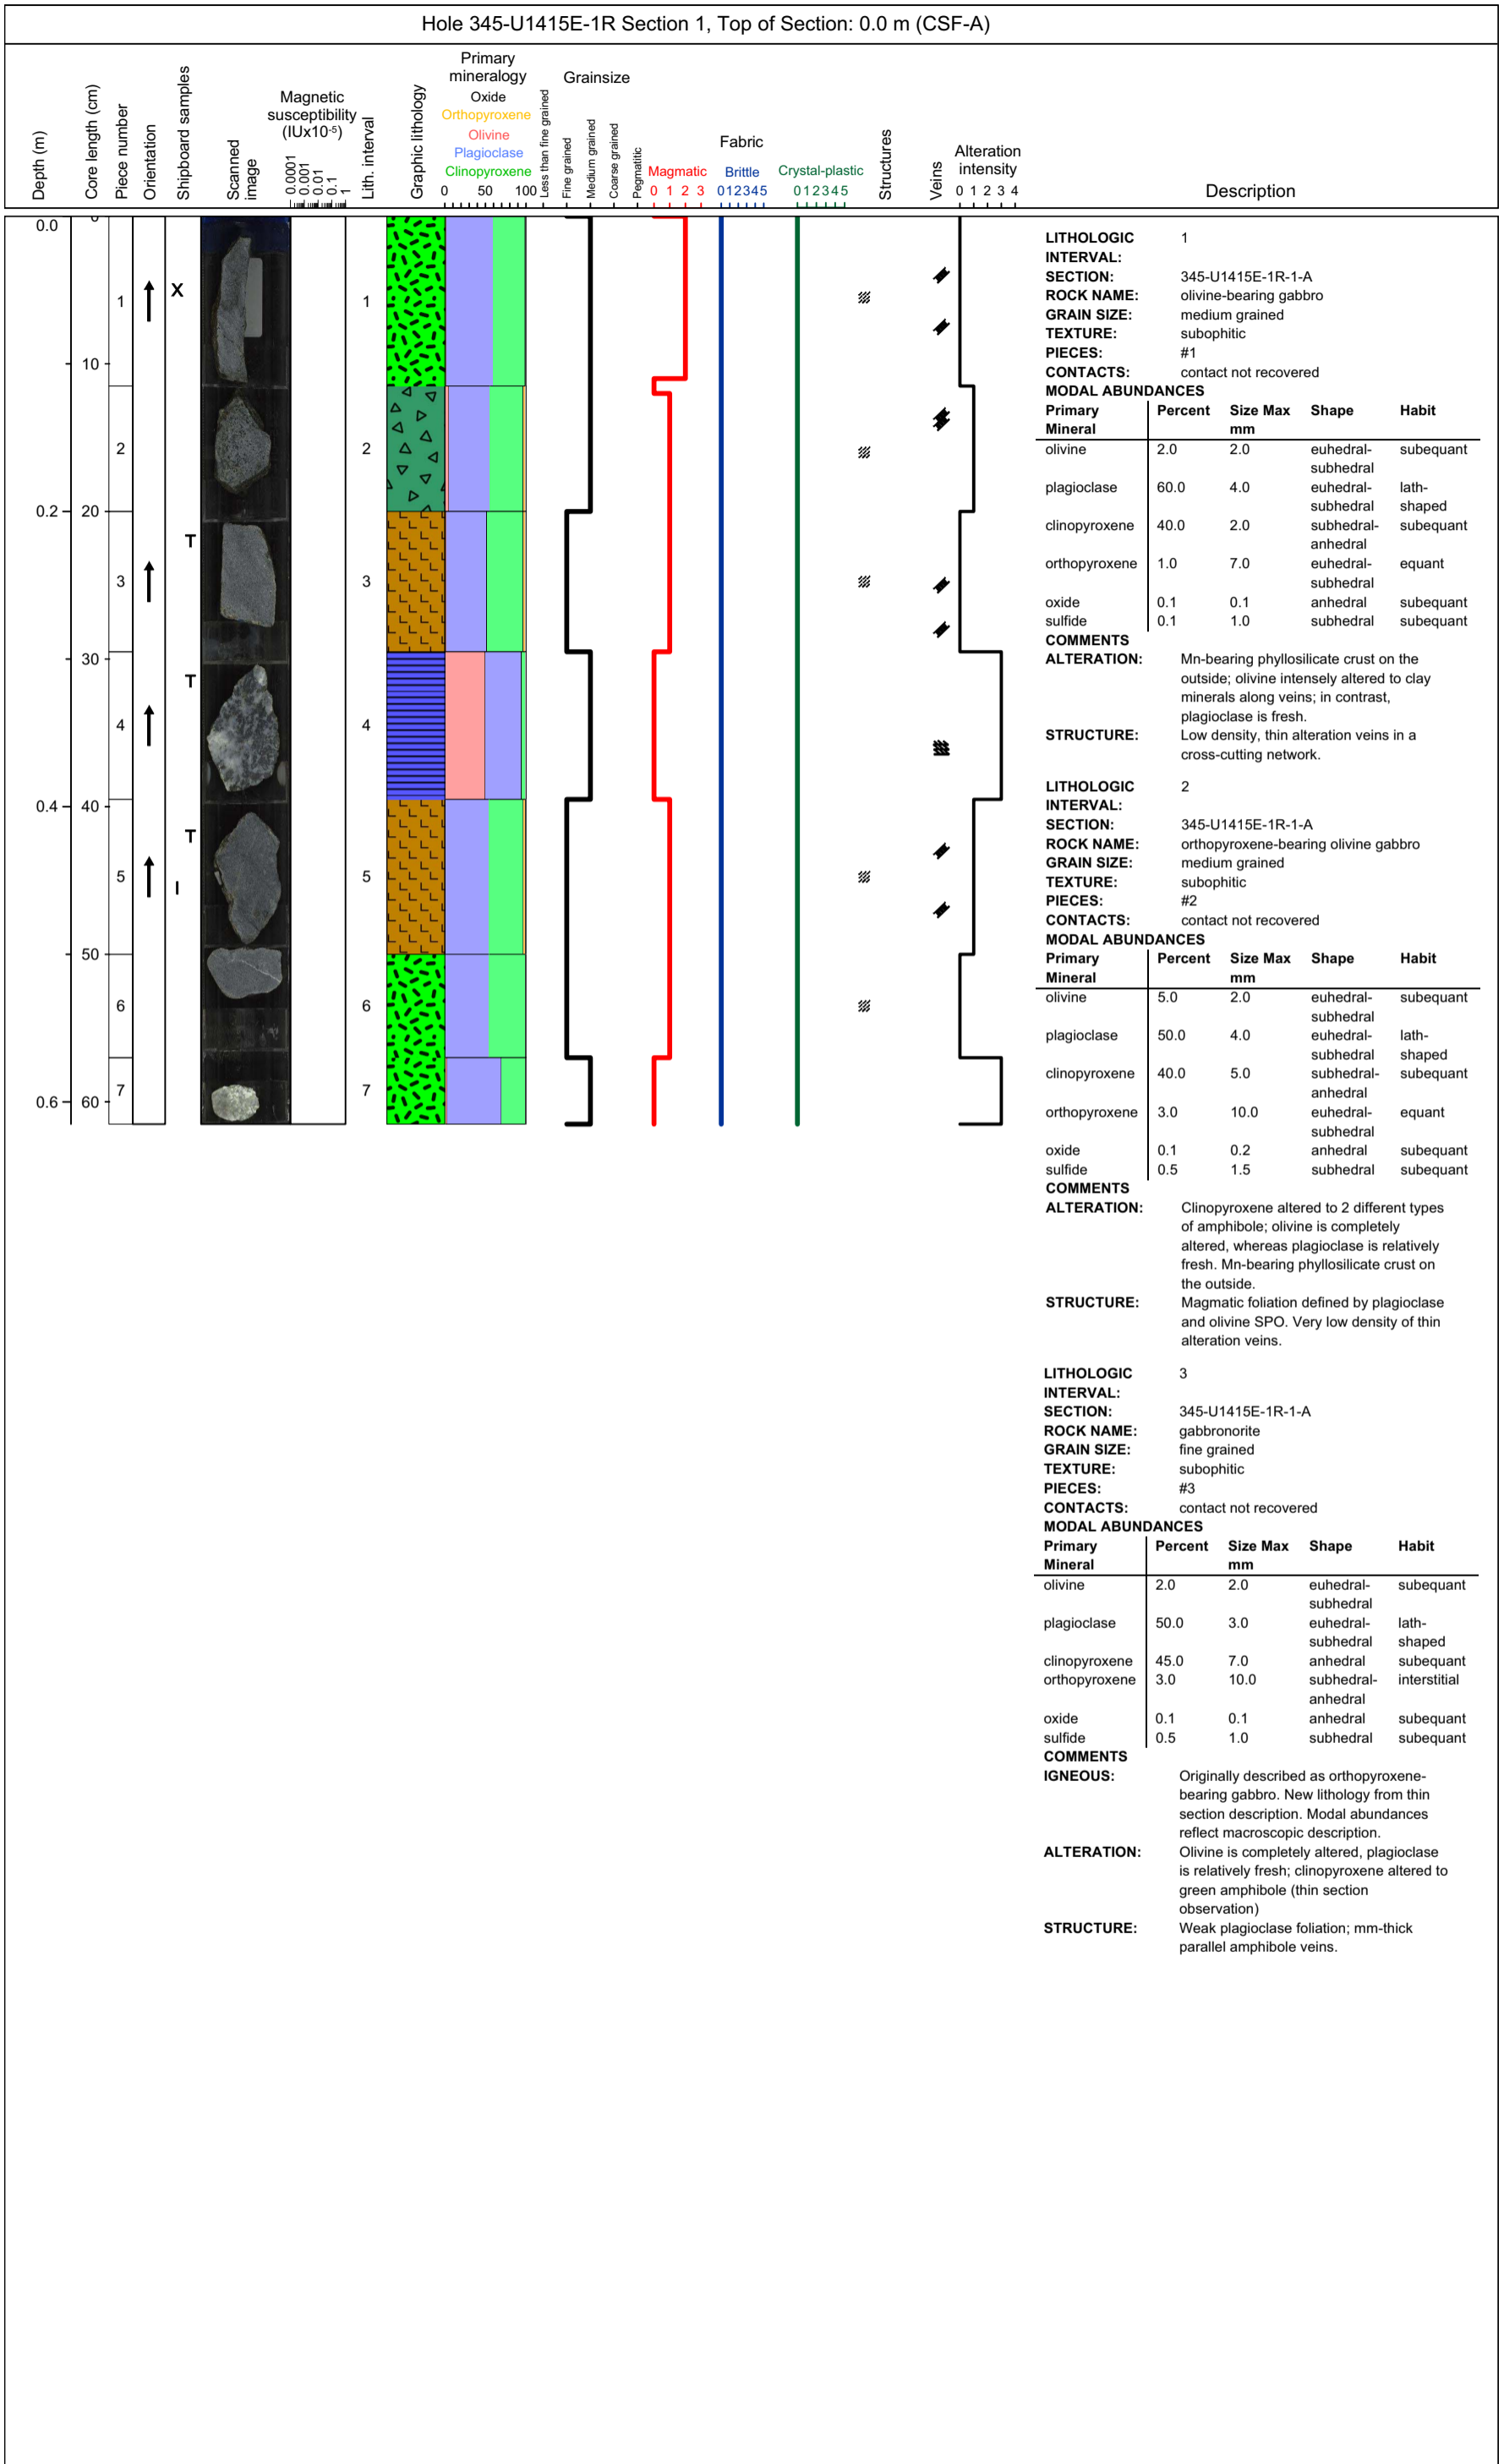 Hole 345-U1415E-1R Section 1, Top of Section: 0.0 m (CSF-A)
Depth (m)
Core length (cm)
Piece number
Orientation
Shipboard samples
Scanned
image
Magnetic
susceptibility
(IUx10-5)
0.0001
0.001
0.01
0.1
1
Lith. interval
Graphic lithology
Primary
mineralogy
Oxide
Orthopyroxene
Olivine
Plagioclase
Clinopyroxene
0 50 100
Grainsize
Less than fine grained
Fine grained
Medium grained
Coarse grained
Pegmatitic
Fabric
Magmatic
0 1 2 3
Brittle
012345
Crystal-plastic
012345
Structures
Veins
Alteration
intensity
0 1 2 3 4
Description
0.0 0
1 X 1
10
2 2
0.2 20
T
3 3
30
T
4 4
0.4 40
T
5 I 5
50
6 6
7 7
0.6 60
LITHOLOGIC 1
INTERVAL:
SECTION: 345-U1415E-1R-1-A
ROCK NAME: olivine-bearing gabbro
GRAIN SIZE: medium grained
TEXTURE: subophitic
PIECES: #1
CONTACTS: contact not recovered
MODAL ABUNDANCES
Primary Percent Size Max Shape Habit
Mineral mm
olivine 2.0 2.0 euhedral- subequant
subhedral
plagioclase 60.0 4.0 euhedral- lath-
subhedral shaped
clinopyroxene 40.0 2.0 subhedral- subequant
anhedral
orthopyroxene 1.0 7.0 euhedral- equant
subhedral
oxide 0.1 0.1 anhedral subequant
sulfide 0.1 1.0 subhedral subequant
COMMENTS
ALTERATION: Mn-bearing phyllosilicate crust on the
outside; olivine intensely altered to clay
minerals along veins; in contrast,
plagioclase is fresh.
STRUCTURE: Low density, thin alteration veins in a
cross-cutting network.
LITHOLOGIC 2
INTERVAL:
SECTION: 345-U1415E-1R-1-A
ROCK NAME: orthopyroxene-bearing olivine gabbro
GRAIN SIZE: medium grained
TEXTURE: subophitic
PIECES: #2
CONTACTS: contact not recovered
MODAL ABUNDANCES
Primary Percent Size Max Shape Habit
Mineral mm
olivine 5.0 2.0 euhedral- subequant
subhedral
plagioclase 50.0 4.0 euhedral- lath-
subhedral shaped
clinopyroxene 40.0 5.0 subhedral- subequant
anhedral
orthopyroxene 3.0 10.0 euhedral- equant
subhedral
oxide 0.1 0.2 anhedral subequant
sulfide 0.5 1.5 subhedral subequant
COMMENTS
ALTERATION: Clinopyroxene altered to 2 different types
of amphibole; olivine is completely
altered, whereas plagioclase is relatively
fresh. Mn-bearing phyllosilicate crust on
the outside.
STRUCTURE: Magmatic foliation defined by plagioclase
and olivine SPO. Very low density of thin
alteration veins.
LITHOLOGIC 3
INTERVAL:
SECTION: 345-U1415E-1R-1-A
ROCK NAME: gabbronorite
GRAIN SIZE: fine grained
TEXTURE: subophitic
PIECES: #3
CONTACTS: contact not recovered
MODAL ABUNDANCES
Primary Percent Size Max Shape Habit
Mineral mm
olivine 2.0 2.0 euhedral- subequant
subhedral
plagioclase 50.0 3.0 euhedral- lath-
subhedral shaped
clinopyroxene 45.0 7.0 anhedral subequant
orthopyroxene 3.0 10.0 subhedral- interstitial
anhedral
oxide 0.1 0.1 anhedral subequant
sulfide 0.5 1.0 subhedral subequant
COMMENTS
IGNEOUS: Originally described as orthopyroxene-
bearing gabbro. New lithology from thin
section description. Modal abundances
reflect macroscopic description.
ALTERATION: Olivine is completely altered, plagioclase
is relatively fresh; clinopyroxene altered to
green amphibole (thin section
observation)
STRUCTURE: Weak plagioclase foliation; mm-thick
parallel amphibole veins.